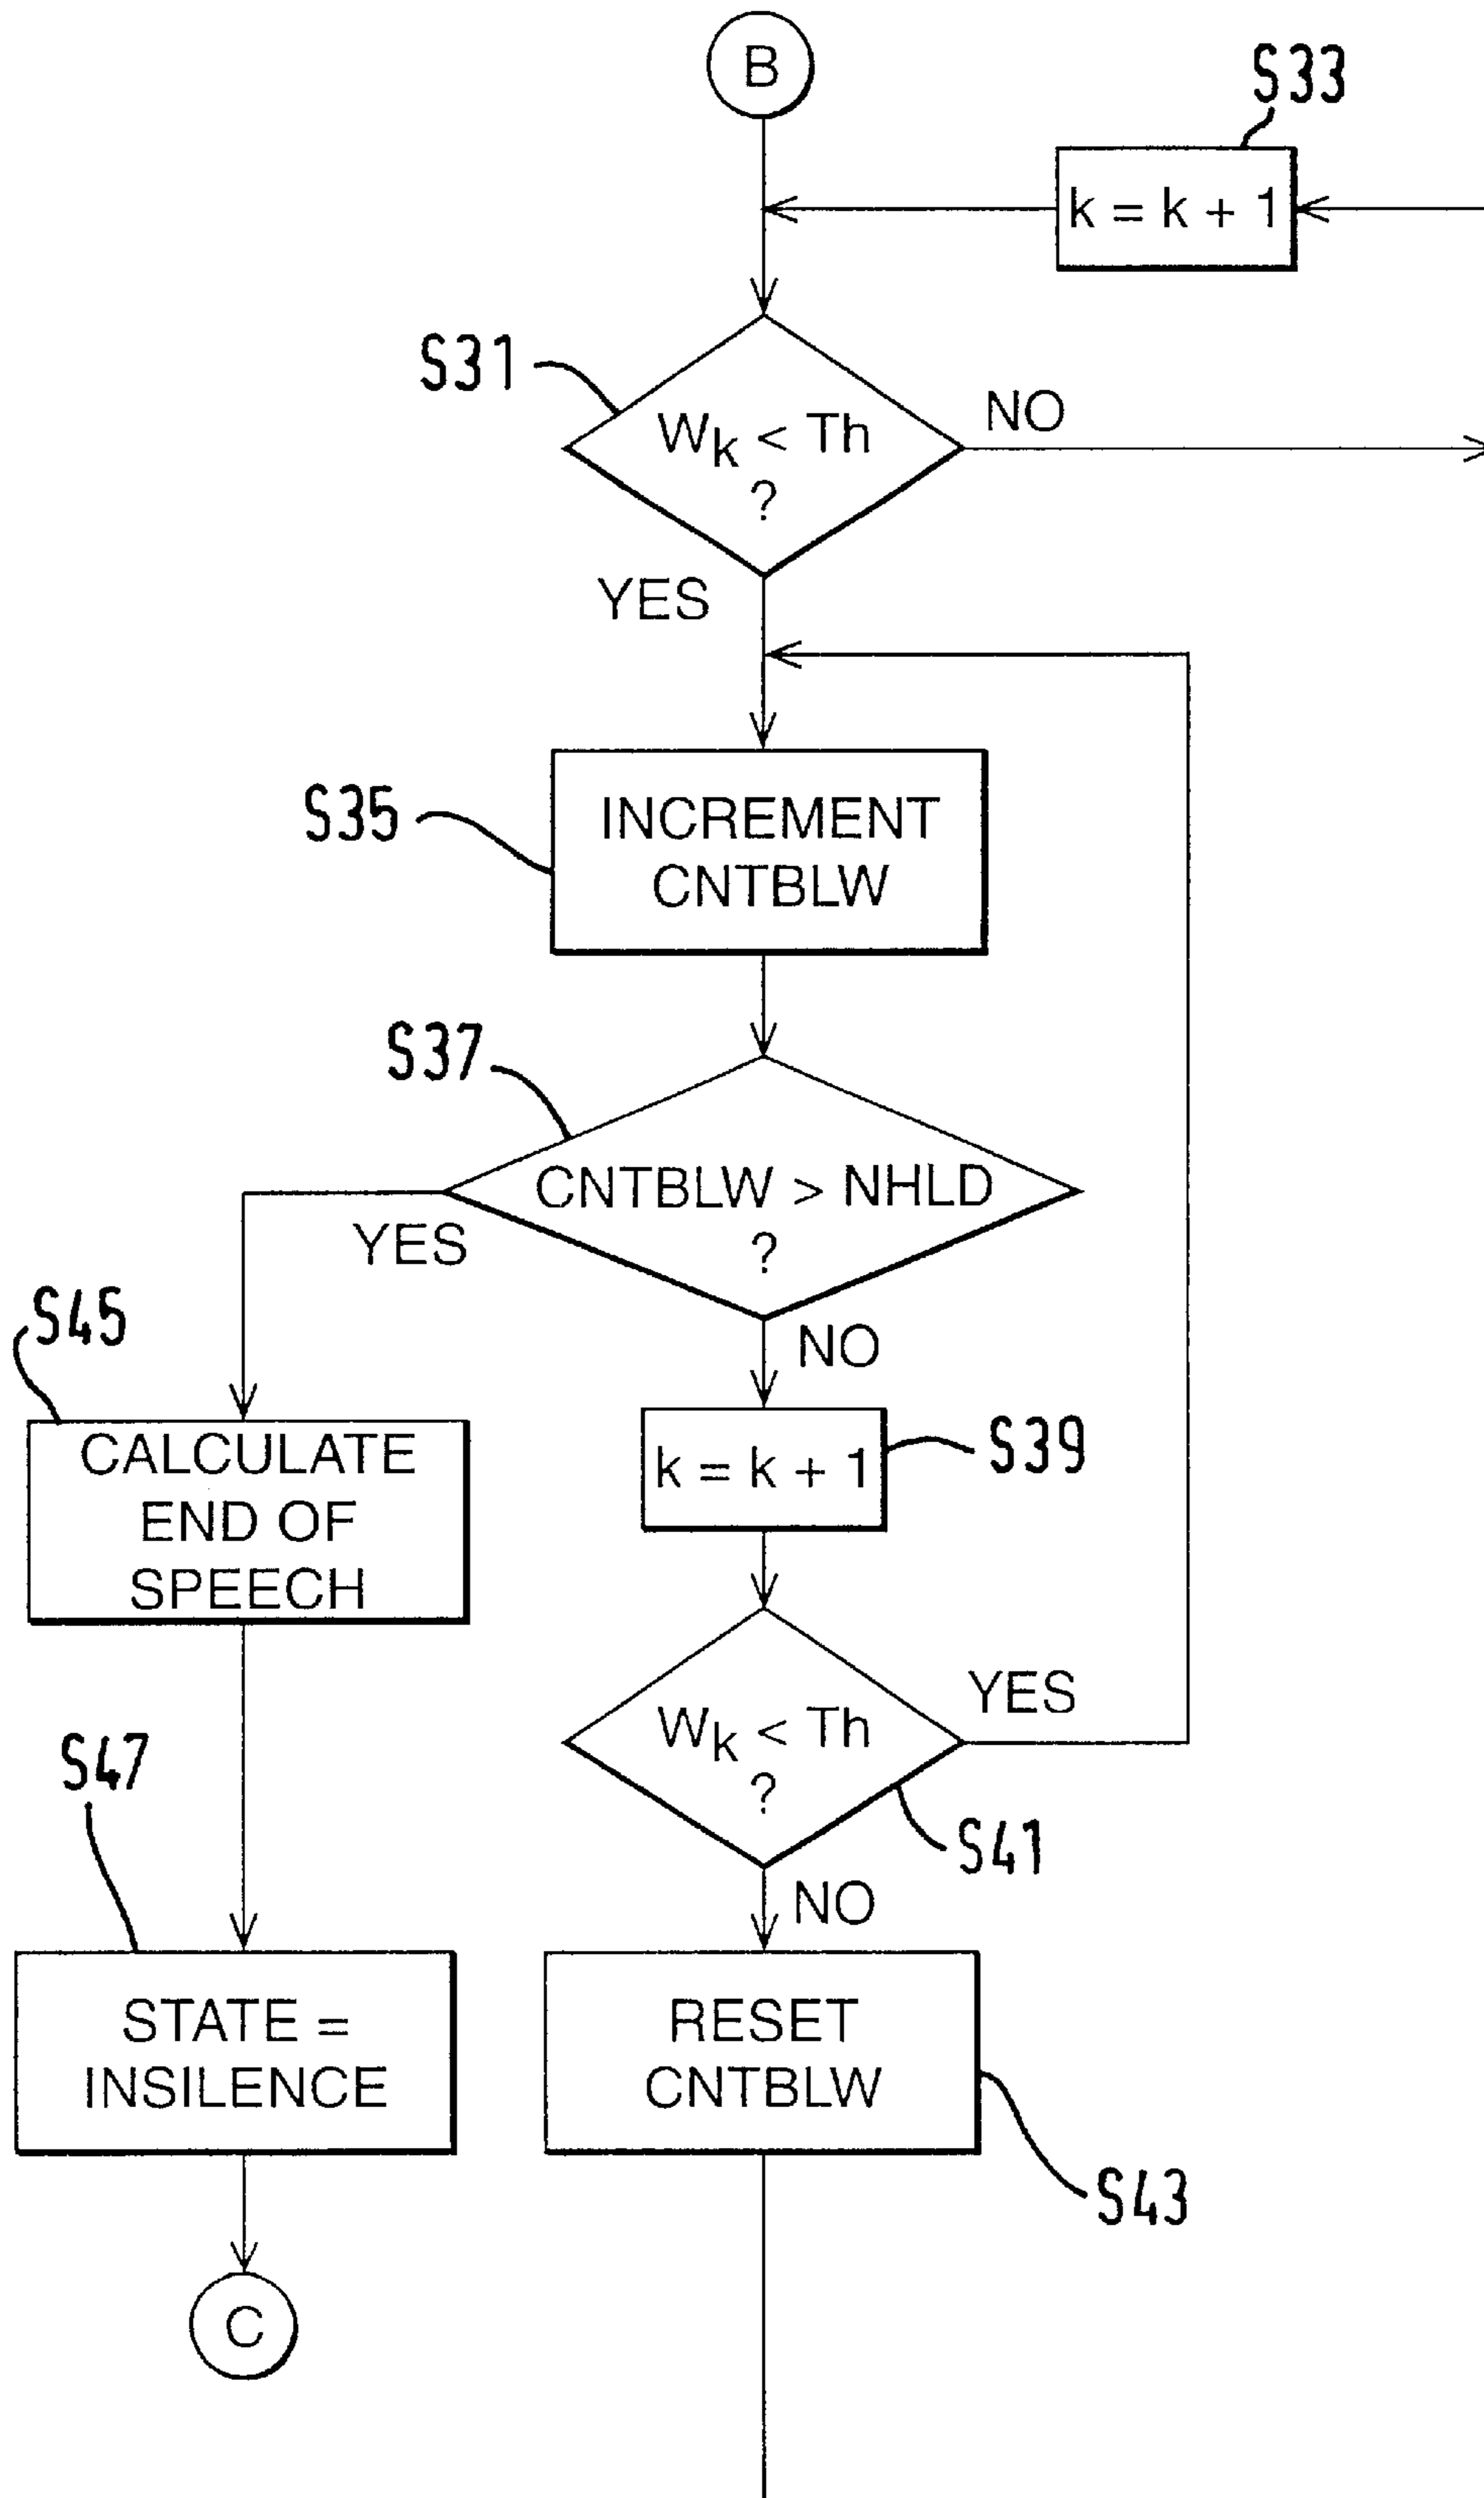 B
S33
k = k + 1
S31
Wk < Th
?
NO
YES
S35
INCREMENT
CNTBLW
S37
CNTBLW > NHLD
?
YES
NO
S45
CALCULATE
END OF
SPEECH
k = k + 1
S39
Wk < Th
?
YES
S41
NO
S47
STATE =
INSILENCE
RESET
CNTBLW
S43
C